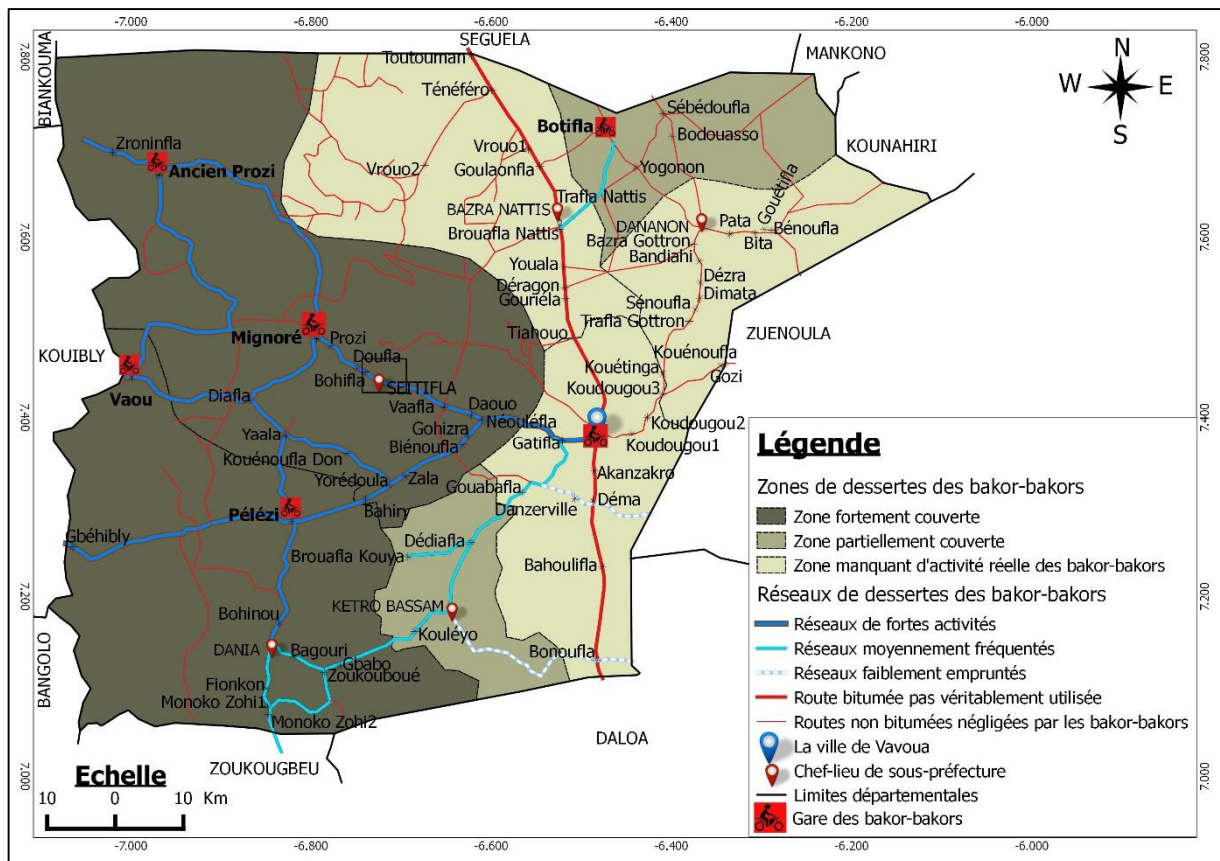 -7.000 -6.800 -6.600 -6.400 -6.200 -6.000
7.800
7.800
SEGUELA
MANKONO
BIANKOUMA
KOUNAHIRI
N
W E
S
Toutouman
Ténéféro
Sébédoufla
Botifla
Bodouasso
Zroninfla
Vrouo1
Ancien Prozi
Vrouo2
Goulaonfla
Yogonon
Gouétifla
Trafla Nattis
BAZRA NATTIS
DANANON
Pata
Bénoufla
Brouafla Nattis
Bita
Bazra Gottron
Bandiahi
7.600
7.600
Youala
Déragon
Dézra
Gouriéla
Sénoufla
Dimata
Trafla Gottron
Tiahouo
ZUENOULA
Mignoré
Prozi
KOUIBLY
Doufla
Kouénoufla
Kouétinga
Gozi
Bohifla
SEITIFLA
Vaou
Koudougou3
Diafla
Vaafla
Daouo
Néouléfla
Koudougou2
7.400
7.400
Gohizra
Gatifla
Koudougou1
Yaala
Biénoufla
Kouénoufla Don
Akanzakro
Yorédoula
Zala
Gouabafla
Déma
Pélézi
Bahiry
Danzerville
Gbéhibly
Brouafla Kouya
Dédiafla
Bahoulifla
7.200
7.200
Bohinou
KETRO BASSAM
Kouléyo
DANIA
Bagouri
Bonoufla
Gbabo
Zoukouboué
Fionkon
BANGOLO
Monoko Zohi1
Monoko Zohi2
DALOA
ZOUKOUGBEU
7.000
7.000
Echelle
10 0 10 Km
Légende
Zones de dessertes des bakor-bakors
Zone fortement couverte
Zone partiellement couverte
Zone manquant d'activité réelle des bakor-bakors
Réseaux de dessertes des bakor-bakors
Réseaux de fortes activités
Réseaux moyennement fréquentés
Réseaux faiblement empruntés
Route bitumée pas véritablement utilisée
Routes non bitumées négligées par les bakor-bakors
La ville de Vavoua
Chef-lieu de sous-préfecture
Limites départementales
Gare des bakor-bakors
-7.000 -6.800 -6.600 -6.400 -6.200 -6.000